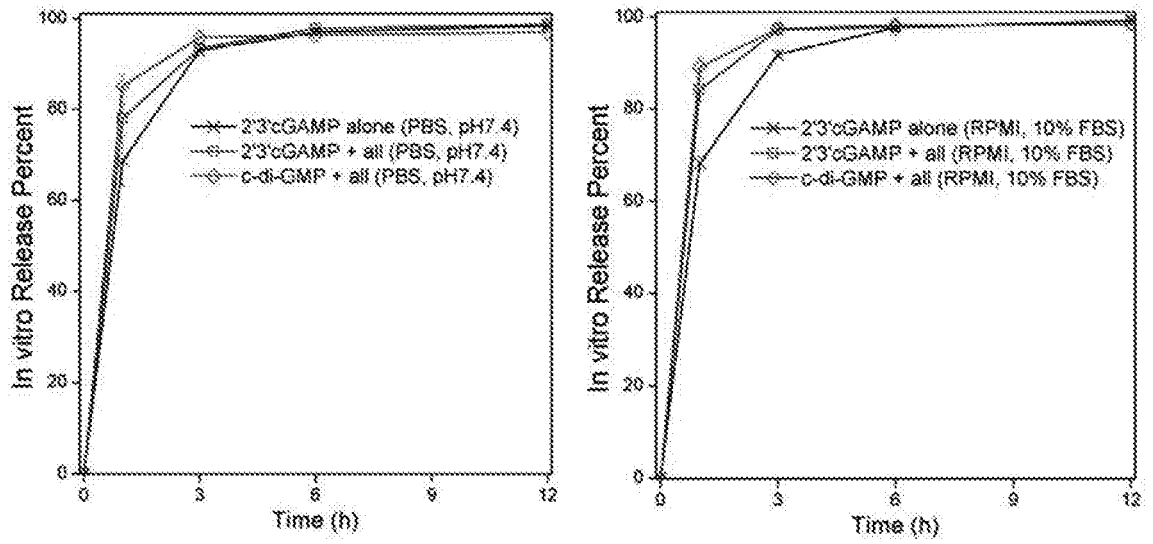 In vitro Release Percent
100
80
60
40
20
0
2'3'cGAMP alone (PBS, pH7.4)
2'3'cGAMP + all (PBS, pH7.4)
c-di-GMP + all (PBS, pH7.4)
0 3 6 9 12
Time (h)
In vitro Release Percent
100
80
60
40
20
0
2'3'cGAMP alone (RPMI, 10% FBS)
2'3'cGAMP + all (RPMI, 10% FBS)
c-di-GMP + all (RPMI, 10% FBS)
0 3 6 9 12
Time (h)